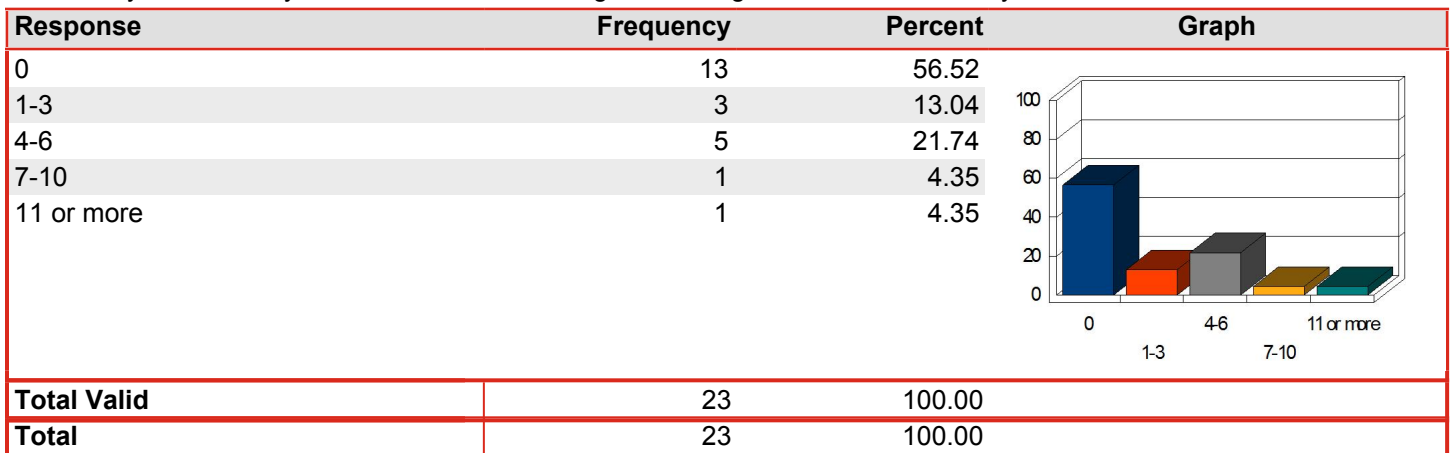 Response Frequency Percent Graph
0 13 56.52
1-3 3 13.04
4-6 5 21.74
7-10 1 4.35
11 or more 1 4.35
100
80
60
40
20
0
0 4-6 11 or more
1-3 7-10
Total Valid 23 100.00
Total 23 100.00